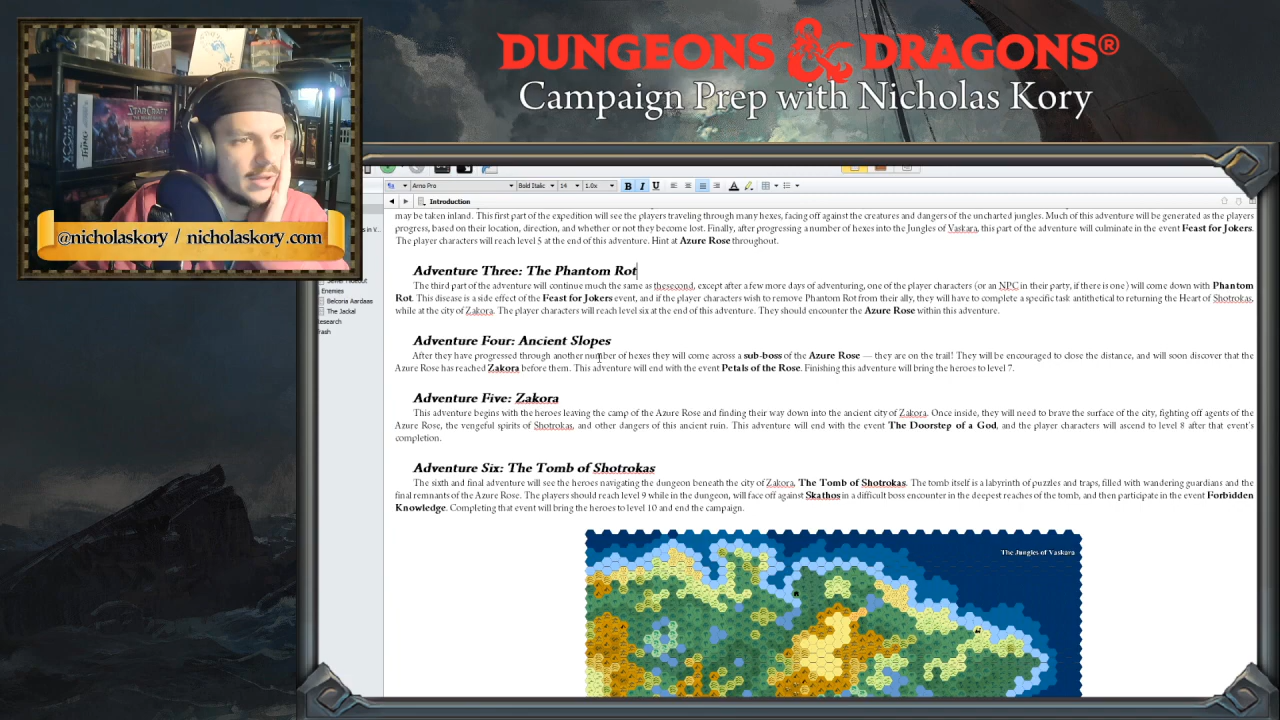 DUNGEONS & DRAGONS®
Campaign Prep with Nicholas Kory
STARCRAFT
XCOM
THE THING
@nicholaskory / nicholaskory.com
Arno Pro Bold Italic 14 1.0x B I U A
Introduction
may be taken inland. This first part of the expedition will see the players traveling through many hexes, facing off against the creatures and dangers of the uncharted jungles. Much of this adventure will be generated as the players
progress, based on their location, direction, and whether or not they become lost. Finally, after progressing a number of hexes into the Jungles of Vaskara, this part of the adventure will culminate in the event Feast for Jokers.
The player characters will reach level 5 at the end of this adventure. Hint at Azure Rose throughout.
Adventure Three: The Phantom Rot
The third part of the adventure will continue much the same as thesecond, except after a few more days of adventuring, one of the player characters (or an NPC in their party, if there is one) will come down with Phantom
Rot. This disease is a side effect of the Feast for Jokers event, and if the player characters wish to remove Phantom Rot from their ally, they will have to complete a specific task antithetical to returning the Heart of Shotrokas,
while at the city of Zakora. The player characters will reach level six at the end of this adventure. They should encounter the Azure Rose within this adventure.
Adventure Four: Ancient Slopes
After they have progressed through another number of hexes they will come across a sub-boss of the Azure Rose — they are on the trail! They will be encouraged to close the distance, and will soon discover that the
Azure Rose has reached Zakora before them. This adventure will end with the event Petals of the Rose. Finishing this adventure will bring the heroes to level 7.
Adventure Five: Zakora
This adventure begins with the heroes leaving the camp of the Azure Rose and finding their way down into the ancient city of Zakora. Once inside, they will need to brave the surface of the city, fighting off agents of the
Azure Rose, the vengeful spirits of Shotrokas, and other dangers of this ancient ruin. This adventure will end with the event The Doorstep of a God, and the player characters will ascend to level 8 after that event's
completion.
Adventure Six: The Tomb of Shotrokas
The sixth and final adventure will see the heroes navigating the dungeon beneath the city of Zakora, The Tomb of Shotrokas. The tomb itself is a labyrinth of puzzles and traps, filled with wandering guardians and the
final remnants of the Azure Rose. The players should reach level 9 while in the dungeon, will face off against Skathos in a difficult boss encounter in the deepest reaches of the tomb, and then participate in the event Forbidden
Knowledge. Completing that event will bring the heroes to level 10 and end the campaign.
The Jungles of Vaskara
Enemies
Belcoria Aardaas
The Jackal